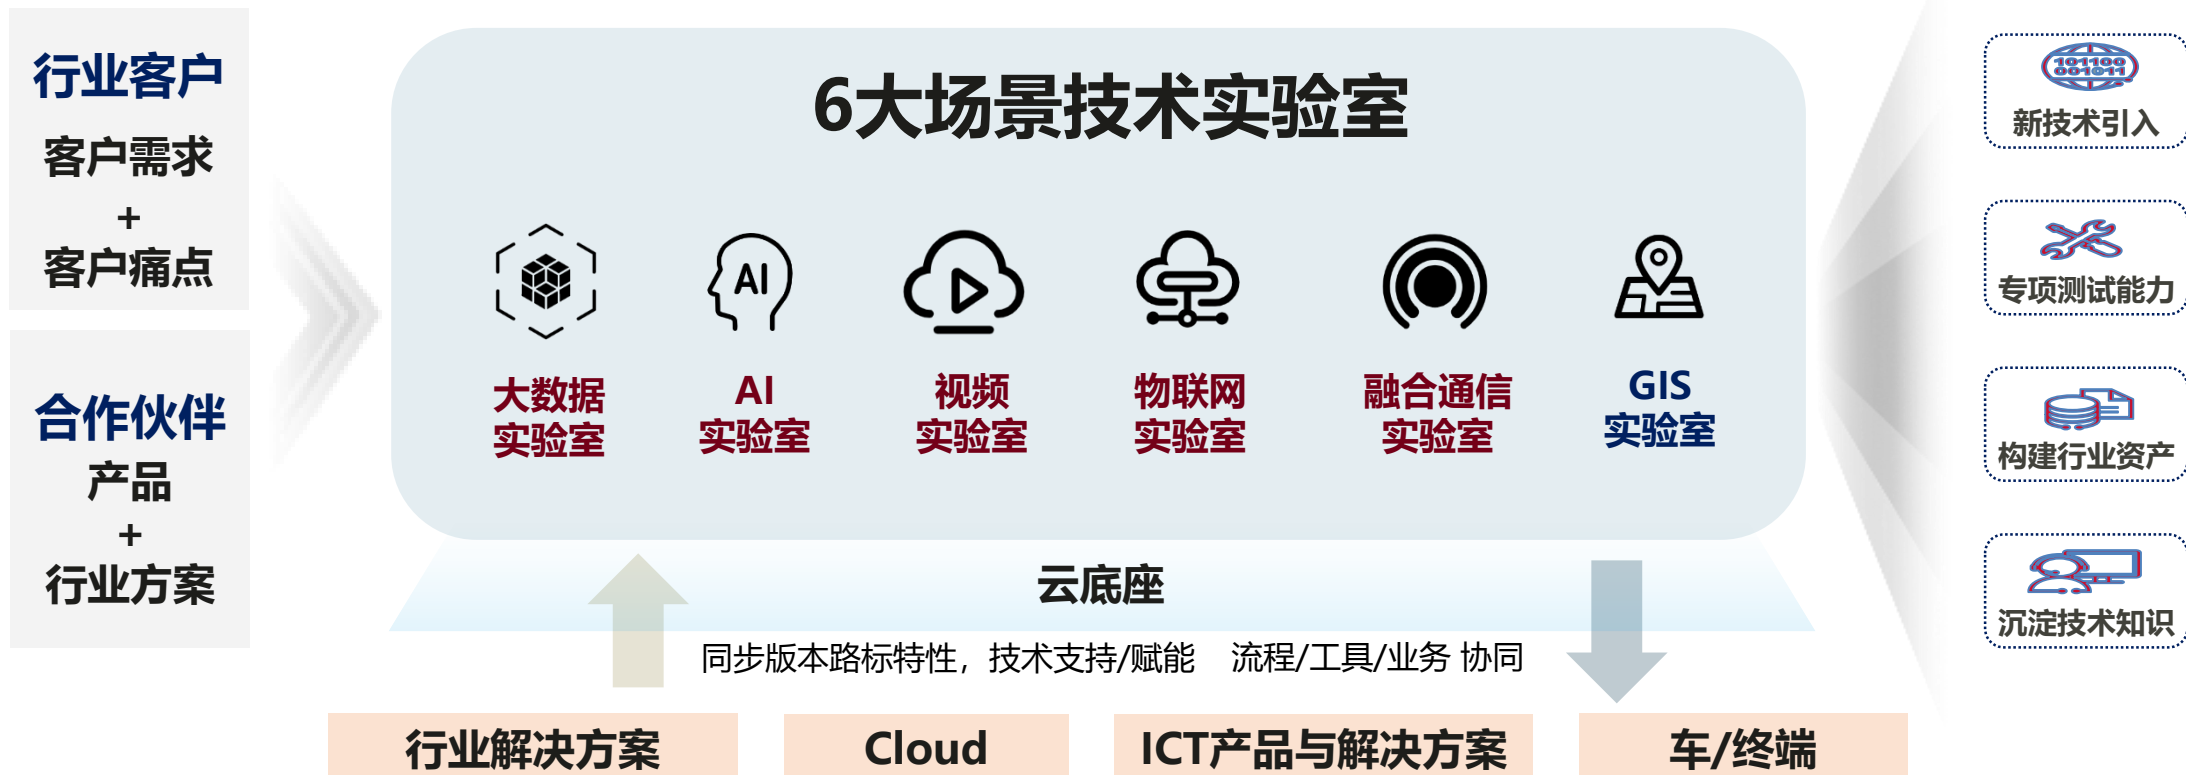 行业客户
客户需求
+
客户痛点
合作伙伴
产品
+
行业方案
6大场景技术实验室
AI
大数据
实验室
AI
实验室
视频
实验室
物联网
实验室
融合通信
实验室
GIS
实验室
云底座
同步版本路标特性，技术支持/赋能 流程/工具/业务 协同
行业解决方案
Cloud
ICT产品与解决方案
车/终端
101100
001011
新技术引入
专项测试能力
构建行业资产
沉淀技术知识